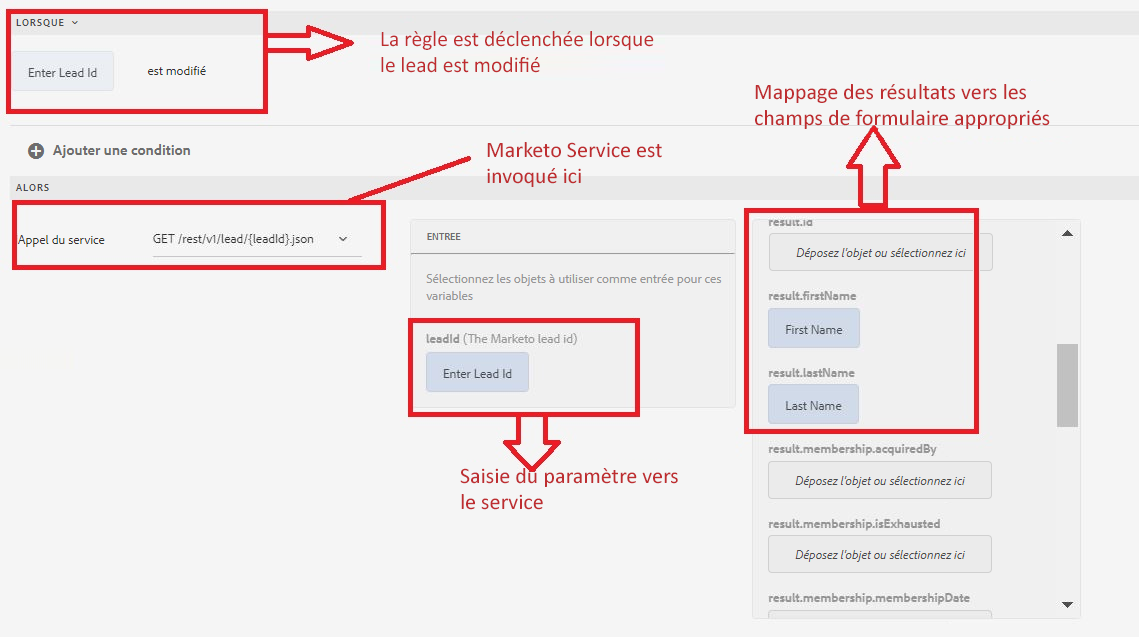 LORSQUE
Enter Lead Id
est modifié
La règle est déclenchée lorsque
le lead est modifié
Mappage des résultats vers les
champs de formulaire appropriés
Ajouter une condition
Marketo Service est
invoqué ici
ALORS
Appel du service
GET /rest/v1/lead/{leadId}.json
ENTREE
Sélectionnez les objets à utiliser comme entrée pour ces
variables
leadId (The Marketo lead id)
Enter Lead Id
Saisie du paramètre vers
le service
result.id
Déposez l'objet ou sélectionnez ici
result.firstName
First Name
result.lastName
Last Name
result.membership.acquiredBy
Déposez l'objet ou sélectionnez ici
result.membership.isExhausted
Déposez l'objet ou sélectionnez ici
result.membership.membershipDate